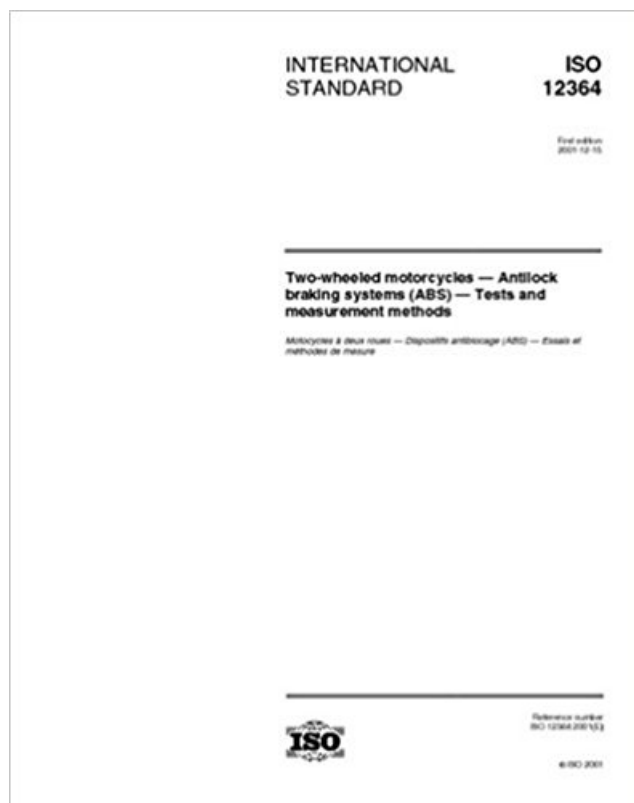 INTERNATIONAL
STANDARD
ISO
12364
First edition
2001-12-15
Two-wheeled motorcycles — Antilock
braking systems (ABS) — Tests and
measurement methods
Motocycles à deux roues — Dispositifs antiblocage (ABS) — Essais et
méthodes de mesure
ISO
Reference number
ISO 12364:2001(E)
© ISO 2001